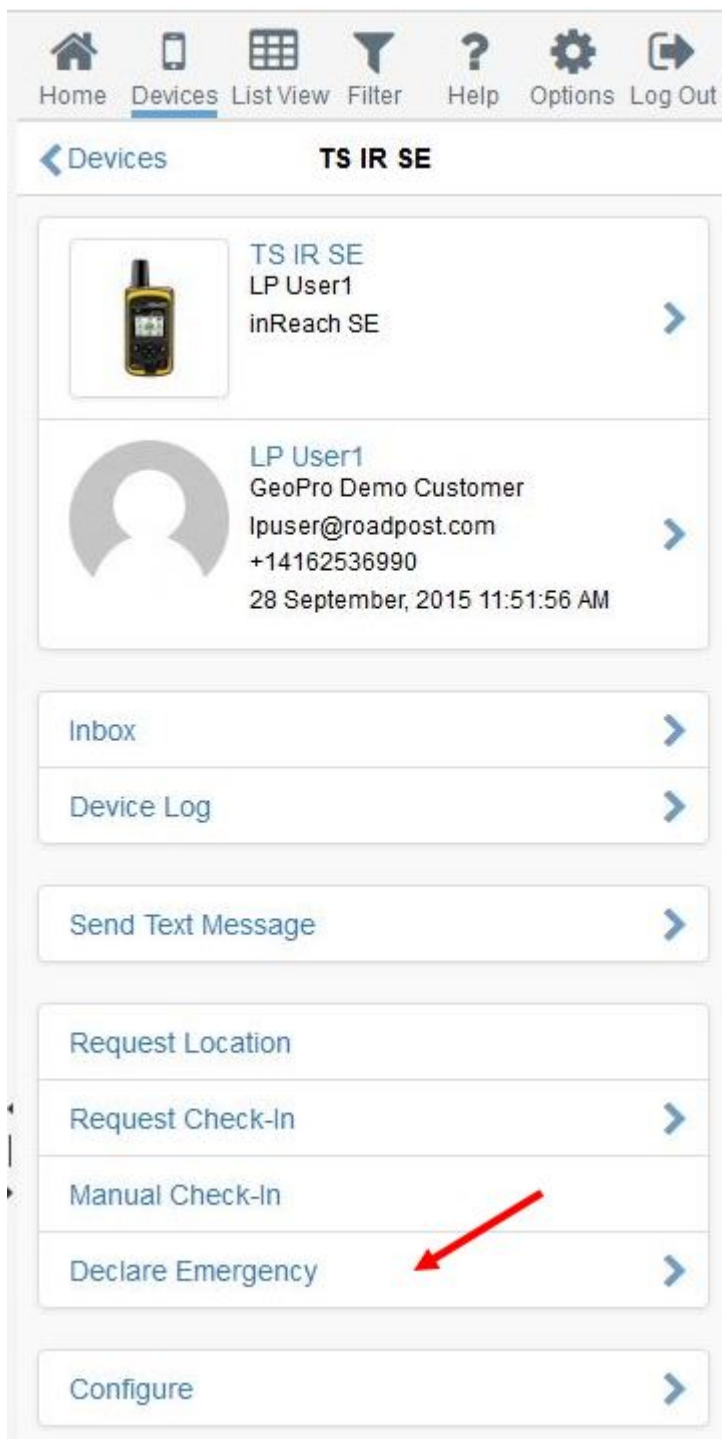 Home Devices List View Filter Help Options Log Out
Devices TS IR SE
TS IR SE
LP User1
inReach SE
LP User1
GeoPro Demo Customer
lpuser@roadpost.com
+14162536990
28 September, 2015 11:51:56 AM
Inbox
Device Log
Send Text Message
Request Location
Request Check-In
Manual Check-In
Declare Emergency
Configure